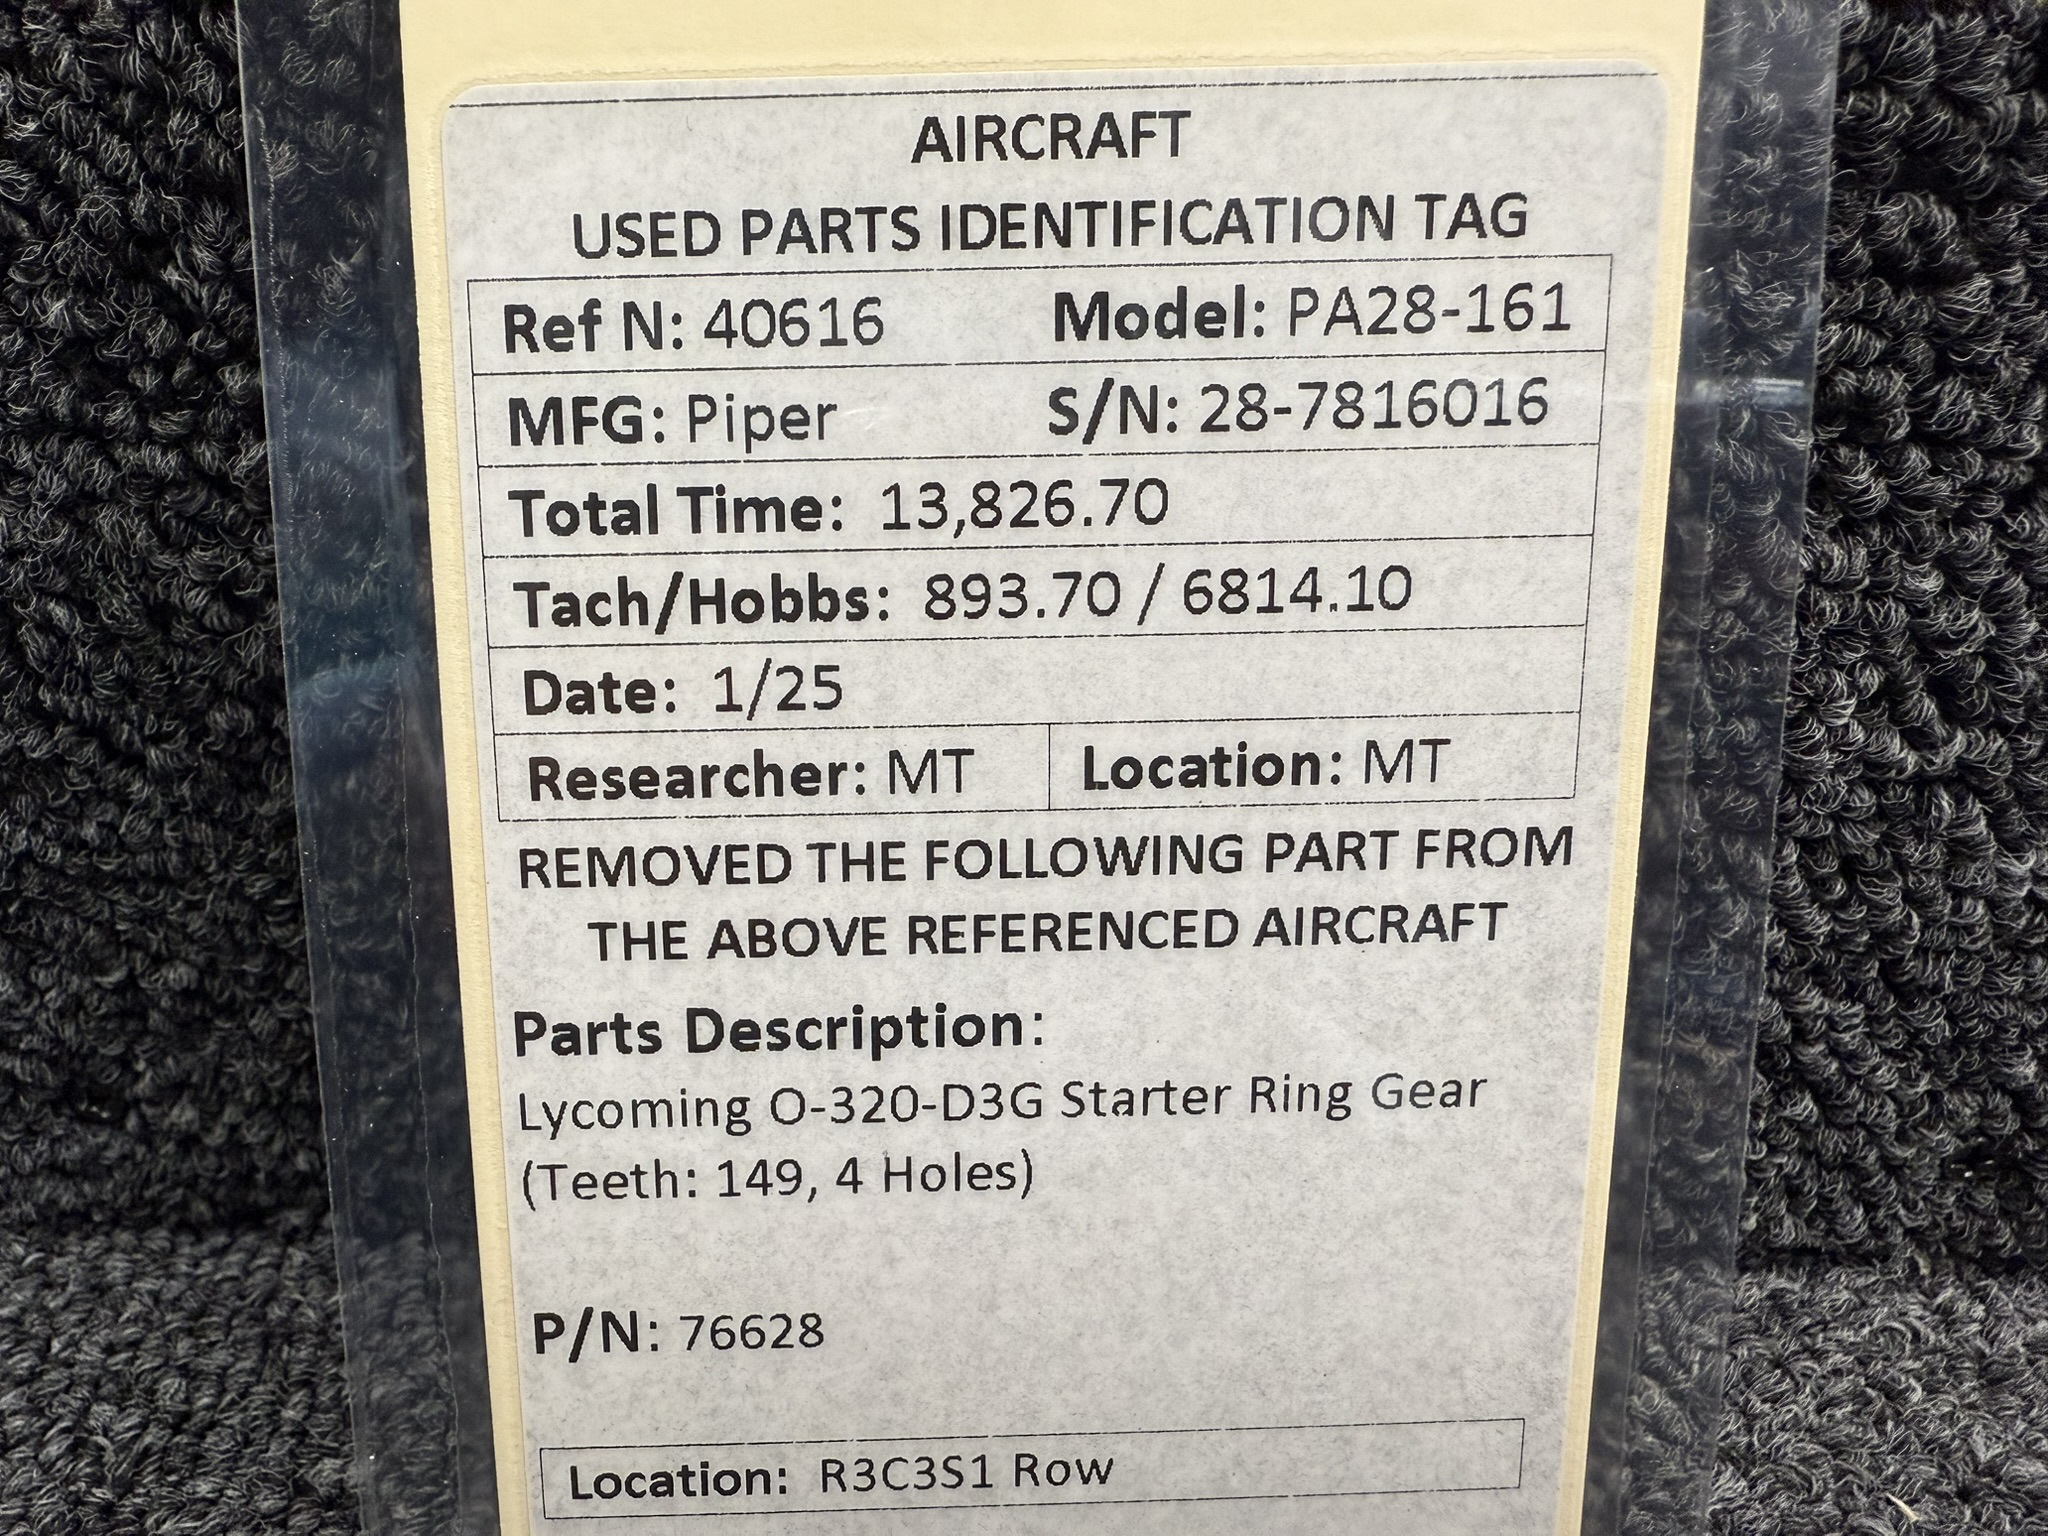 AIRCRAFT
USED PARTS IDENTIFICATION TAG
Ref N: 40616 Model: PA28-161
MFG: Piper S/N: 28-7816016
Total Time: 13,826.70
Tach/Hobbs: 893.70 / 6814.10
Date: 1/25
Researcher: MT Location: MT
REMOVED THE FOLLOWING PART FROM
THE ABOVE REFERENCED AIRCRAFT
Parts Description:
Lycoming O-320-D3G Starter Ring Gear
(Teeth: 149, 4 Holes)
P/N: 76628
Location: R3C3S1 Row